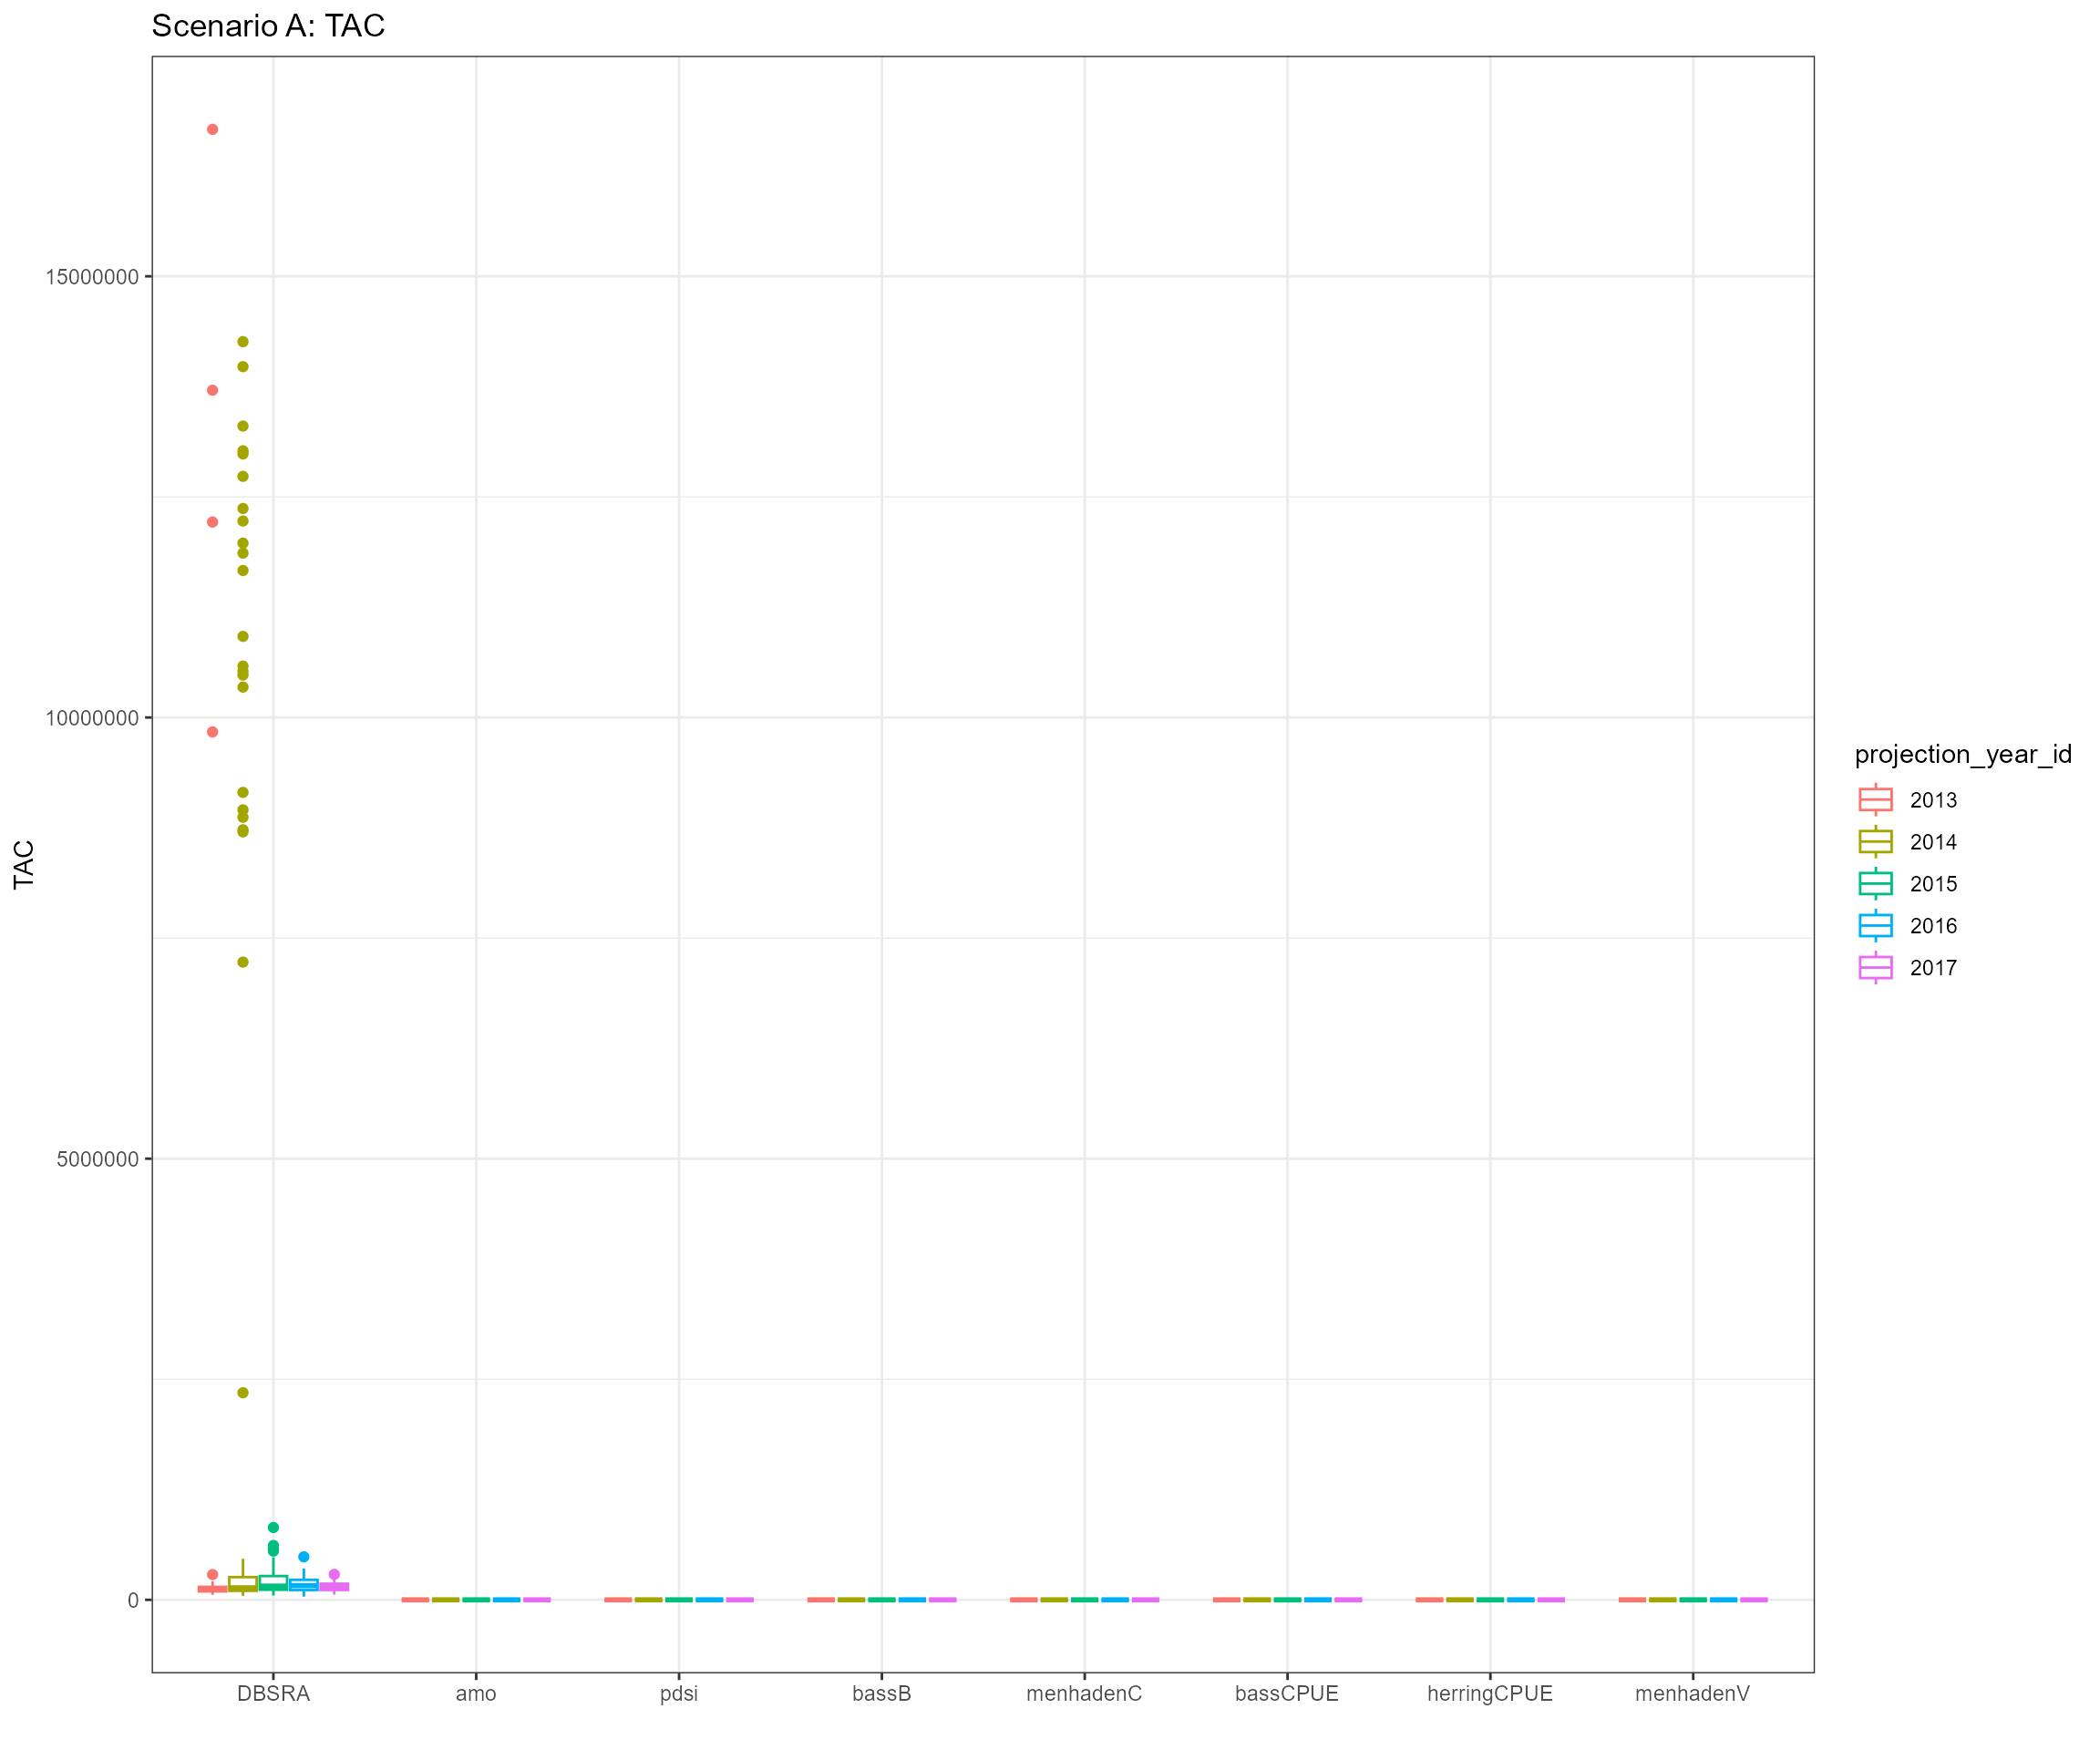 Scenario A: TAC
15000000
10000000
5000000
0
TAC
DBSRA
amo
pdsi
bassB
menhadenC
bassCPUE
herringCPUE
menhadenV
projection_year_id
2013
2014
2015
2016
2017